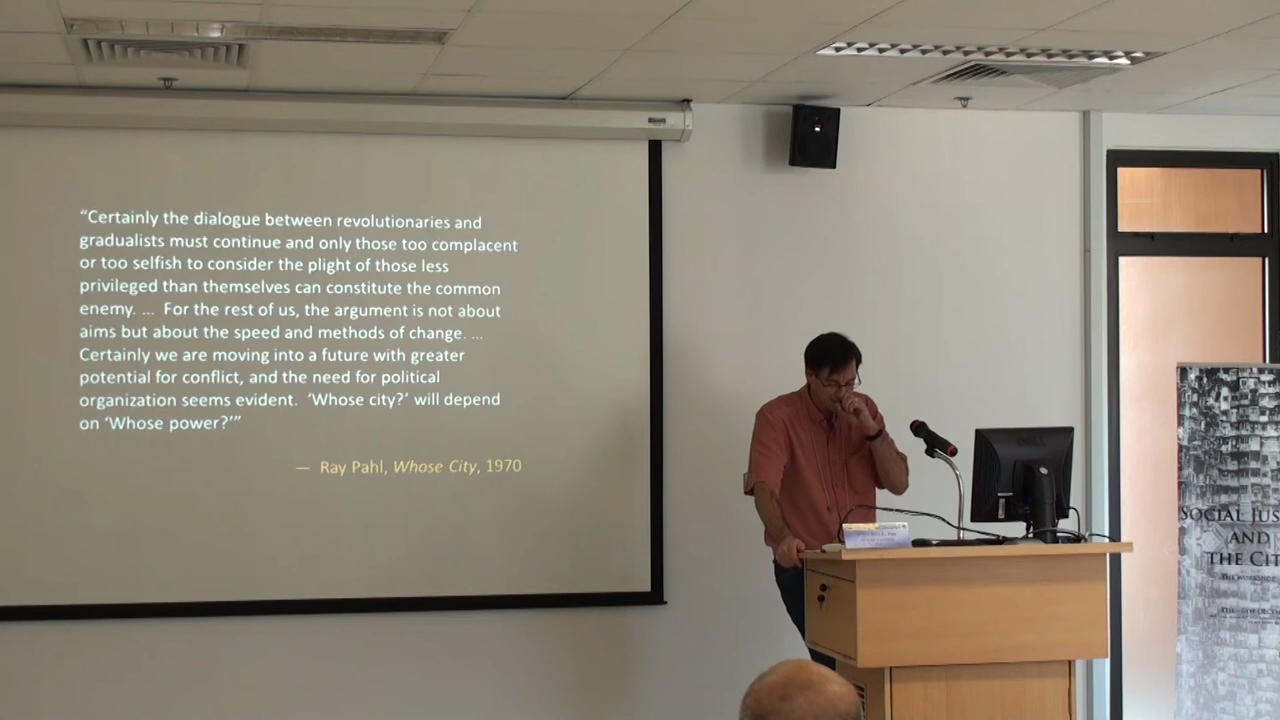 “Certainly the dialogue between revolutionaries and
gradualists must continue and only those too complacent
or too selfish to consider the plight of those less
privileged than themselves can constitute the common
enemy. … For the rest of us, the argument is not about
aims but about the speed and methods of change. …
Certainly we are moving into a future with greater
potential for conflict, and the need for political
organization seems evident. ‘Whose city?’ will depend
on ‘Whose power?’”
— Ray Pahl, Whose City, 1970
DELL
SOCIAL JUS
AND
THE CIT